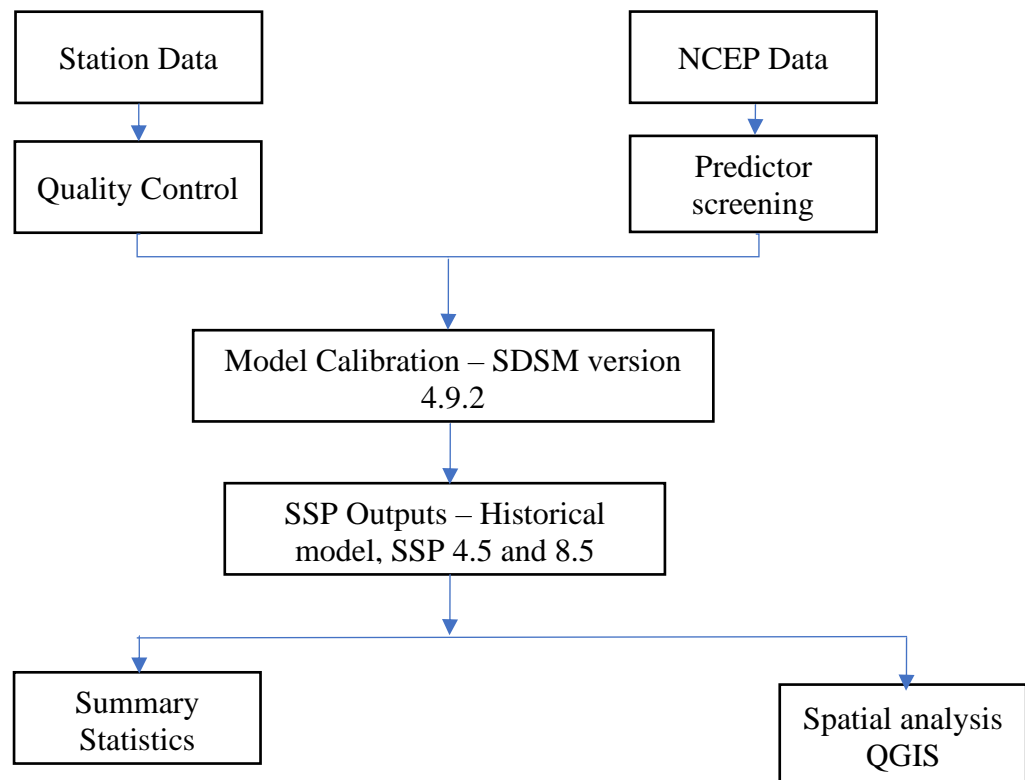 Station Data
NCEP Data
Quality Control
Predictor
screening
Model Calibration – SDSM version
4.9.2
SSP Outputs – Historical
model, SSP 4.5 and 8.5
Summary
Statistics
Spatial analysis
QGIS